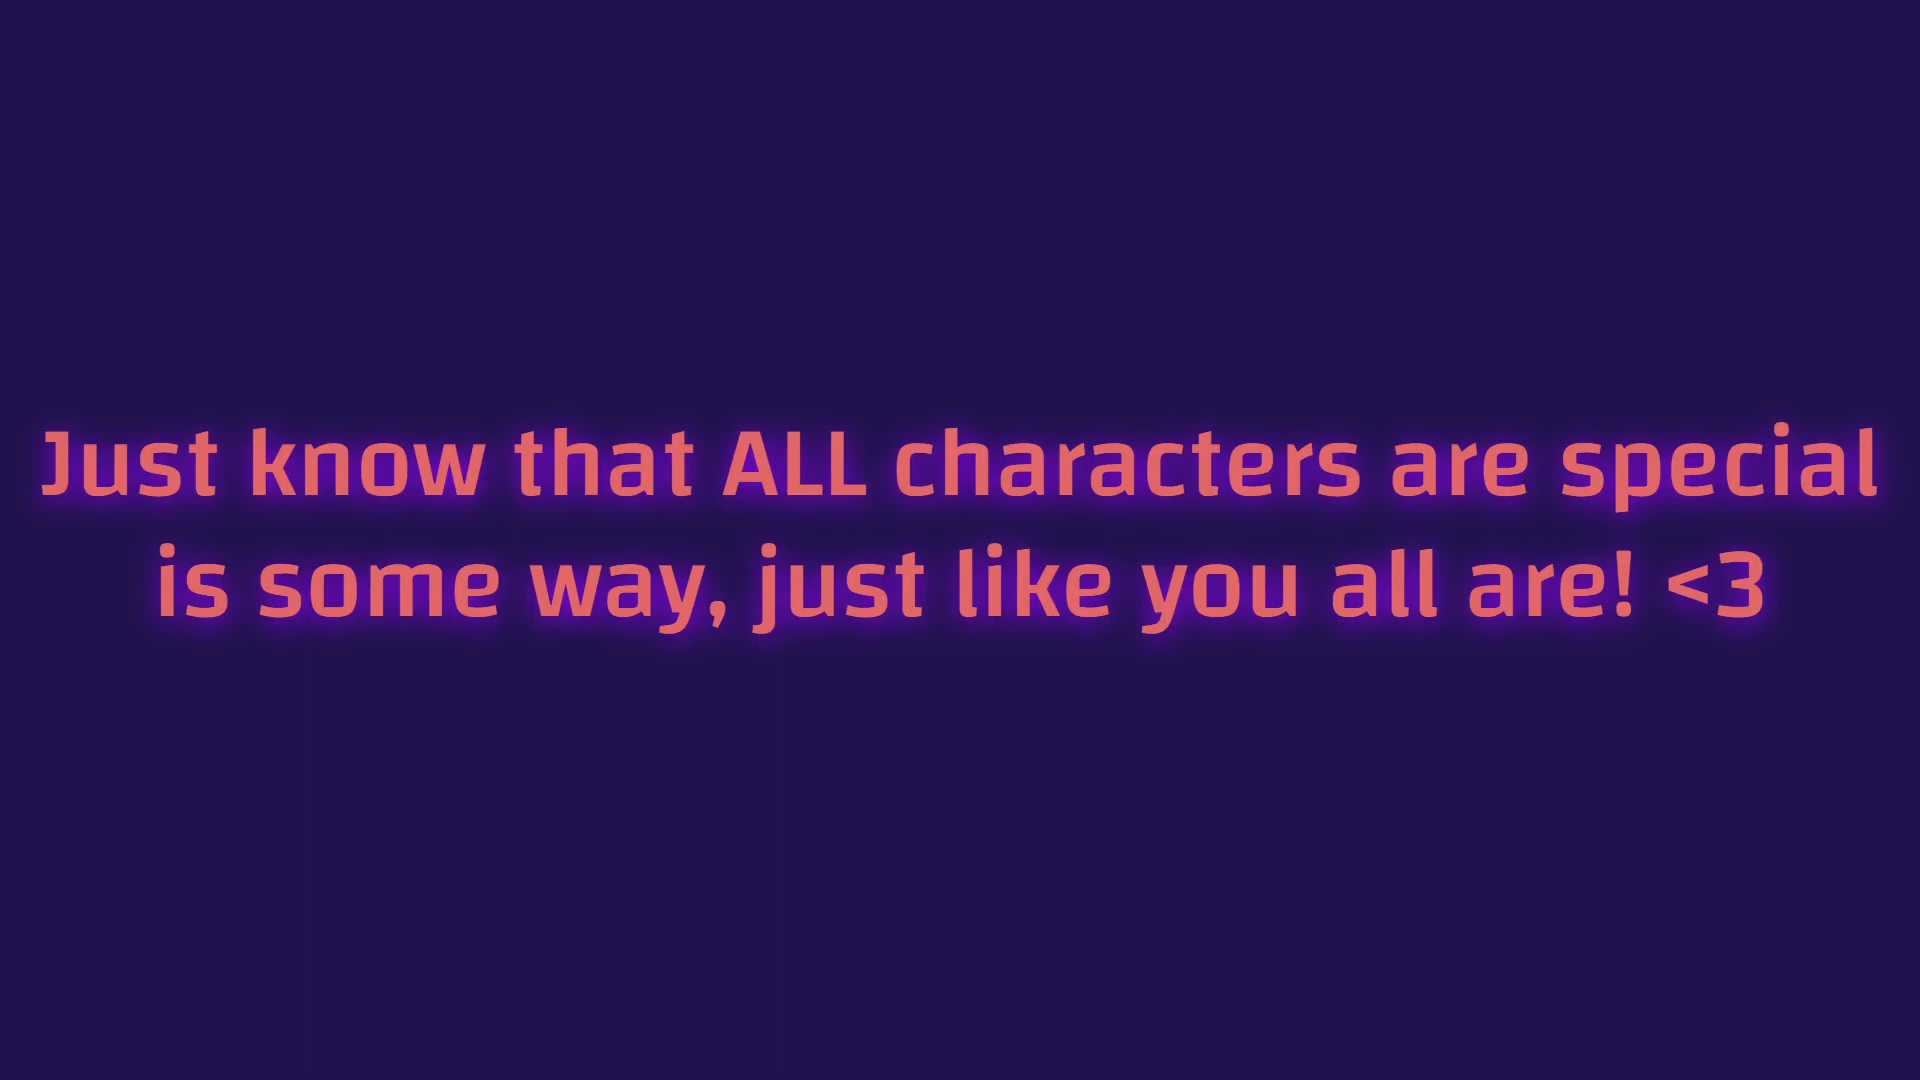 Just know that ALL characters are special
is some way, just like you all are! <3